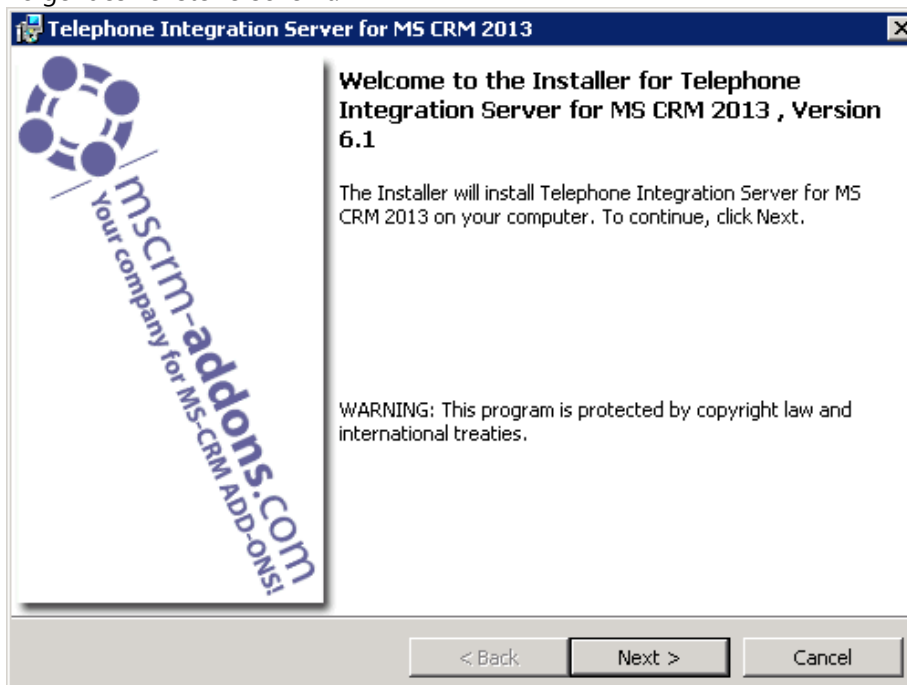 Telephone Integration Server for MS CRM 2013
Welcome to the Installer for Telephone
Integration Server for MS CRM 2013 , Version
6.1
The Installer will install Telephone Integration Server for MS
CRM 2013 on your computer. To continue, click Next.
WARNING: This program is protected by copyright law and
international treaties.
mscrm-addons.com
Your company for MS-CRM ADD-ONS!
< Back
Next >
Cancel